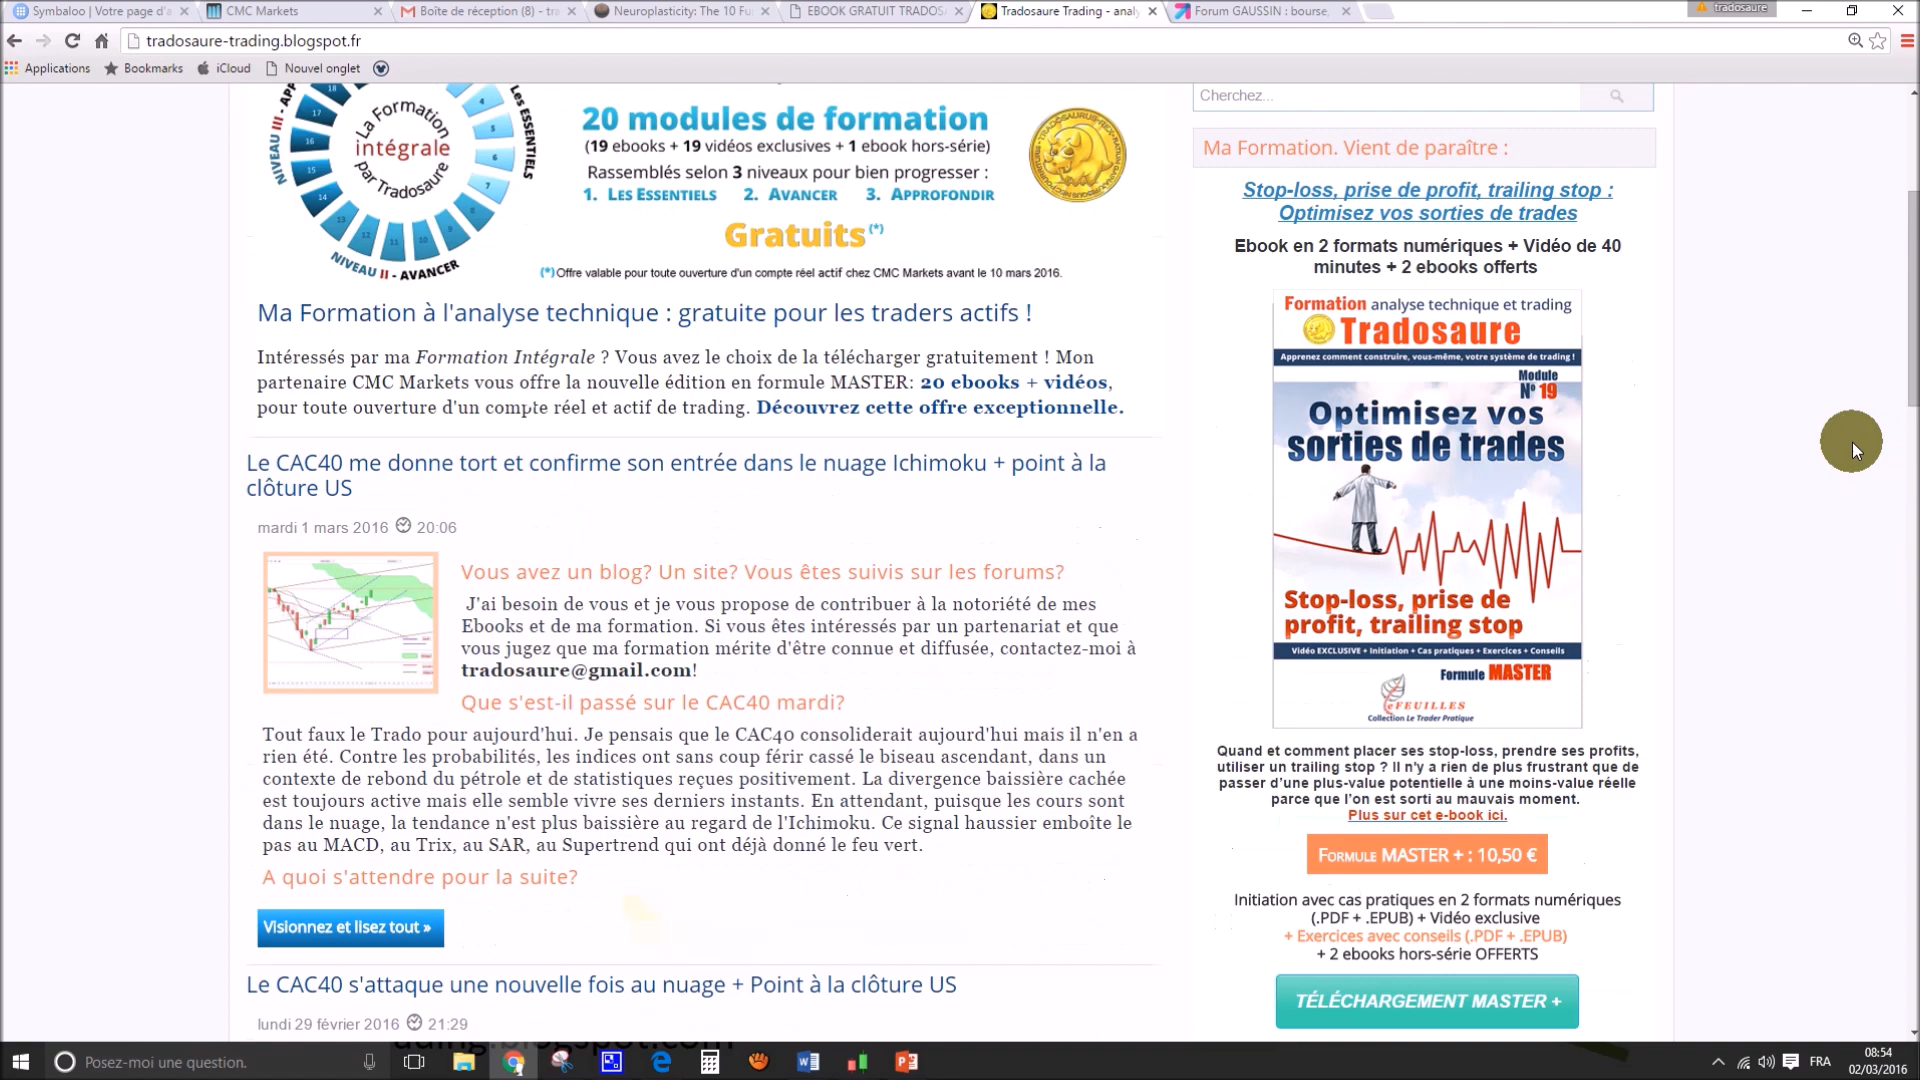 Symbaloo | Votre page d'a
CMC Markets
Boîte de réception (8) - tra
Neuroplasticity: The 10 Fu
EBOOK GRATUIT TRADOSA
Tradosaure Trading - analy
Forum GAUSSIN : bourse,
tradosaure
tradosaure-trading.blogspot.fr
Applications
Bookmarks
iCloud
Nouvel onglet
La Formation
intégrale
par Tradosaure
Les Essentiels
NIVEAU II - AVANCER
NIVEAU III - APP
18
17
16
15
14
13
12
11
10
9
8
7
6
5
4
20 modules de formation
(19 ebooks + 19 vidéos exclusives + 1 ebook hors-série)
Rassemblés selon 3 niveaux pour bien progresser :
1. Les Essentiels 2. Avancer 3. Approfondir
Gratuits (*)
(*)Offre valable pour toute ouverture d'un compte réel actif chez CMC Markets avant le 10 mars 2016.
Ma Formation à l'analyse technique : gratuite pour les traders actifs !
Intéressés par ma Formation Intégrale ? Vous avez le choix de la télécharger gratuitement ! Mon
partenaire CMC Markets vous offre la nouvelle édition en formule MASTER: 20 ebooks + vidéos,
pour toute ouverture d'un compte réel et actif de trading. Découvrez cette offre exceptionnelle.
Le CAC40 me donne tort et confirme son entrée dans le nuage Ichimoku + point à la
clôture US
mardi 1 mars 2016 20:06
Vous avez un blog? Un site? Vous êtes suivis sur les forums?
J'ai besoin de vous et je vous propose de contribuer à la notoriété de mes
Ebooks et de ma formation. Si vous êtes intéressés par un partenariat et que
vous jugez que ma formation mérite d'être connue et diffusée, contactez-moi à
tradosaure@gmail.com!
Que s'est-il passé sur le CAC40 mardi?
Tout faux le Trado pour aujourd'hui. Je pensais que le CAC40 consoliderait aujourd'hui mais il n'en a
rien été. Contre les probabilités, les indices ont sans coup férir cassé le biseau ascendant, dans un
contexte de rebond du pétrole et de statistiques reçues positivement. La divergence baissière cachée
est toujours active mais elle semble vivre ses derniers instants. En attendant, puisque les cours sont
dans le nuage, la tendance n'est plus baissière au regard de l'Ichimoku. Ce signal haussier emboîte le
pas au MACD, au Trix, au SAR, au Supertrend qui ont déjà donné le feu vert.
A quoi s'attendre pour la suite?
Visionnez et lisez tout »
Le CAC40 s'attaque une nouvelle fois au nuage + Point à la clôture US
lundi 29 février 2016 21:29
Cherchez...
Ma Formation. Vient de paraître :
Stop-loss, prise de profit, trailing stop :
Optimisez vos sorties de trades
Ebook en 2 formats numériques + Vidéo de 40
minutes + 2 ebooks offerts
Formation analyse technique et trading
Tradosaure
Apprenez comment construire, vous-même, votre système de trading !
Module
N° 19
Optimisez vos
sorties de trades
Stop-loss, prise de
profit, trailing stop
Vidéo EXCLUSIVE + Initiation + Cas pratiques + Exercices + Conseils
Formule MASTER
eFEUILLES
Collection Le Trader Pratique
Quand et comment placer ses stop-loss, prendre ses profits,
utiliser un trailing stop ? Il n'y a rien de plus frustrant que de
passer d'une plus-value potentielle à une moins-value réelle
parce que l'on est sorti au mauvais moment.
Plus sur cet e-book ici.
Formule MASTER + : 10,50 €
Initiation avec cas pratiques en 2 formats numériques
(.PDF + .EPUB) + Vidéo exclusive
+ Exercices avec conseils (.PDF + .EPUB)
+ 2 ebooks hors-série OFFERTS
TÉLÉCHARGEMENT MASTER +
Posez-moi une question.
FRA
08:54
02/03/2016